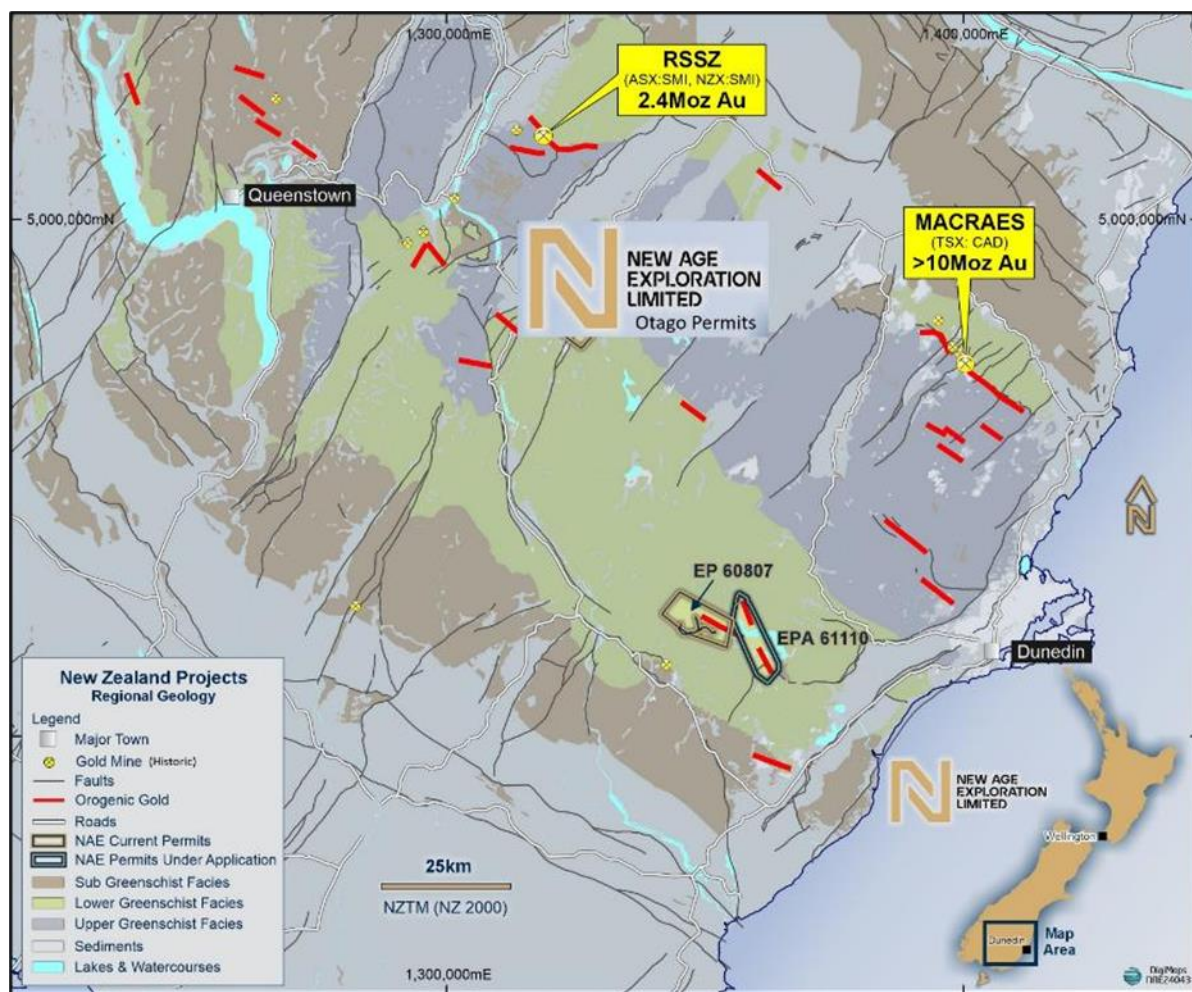 1,300,000mE
1,400,000mE
RSSZ
(ASX:SMI, NZX:SMI)
2.4Moz Au
Queenstown
5,000,000mN
5,000,000mN
MACRAES
(TSX: CAD)
>10Moz Au
N
NEW AGE
EXPLORATION
LIMITED
Otago Permits
N
EP 60807
EPA 61110
Dunedin
New Zealand Projects
Regional Geology
Legend
Major Town
Gold Mine (Historic)
Faults
Orogenic Gold
Roads
NAE Current Permits
NAE Permits Under Application
Sub Greenschist Facies
Lower Greenschist Facies
Upper Greenschist Facies
Sediments
Lakes & Watercourses
25km
NZTM (NZ 2000)
N
NEW AGE
EXPLORATION
LIMITED
Wellington
Dunedin
Map
Area
1,300,000mE
DigiMaps